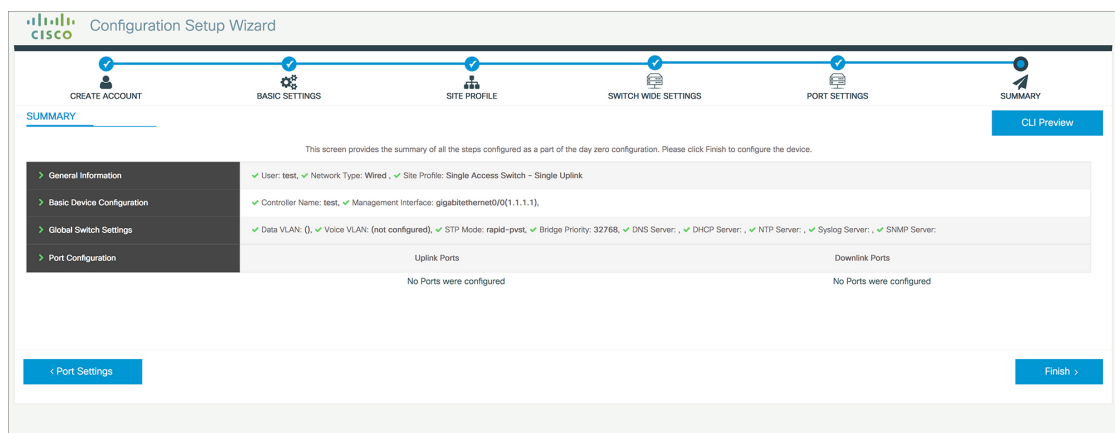 CISCO
Configuration Setup Wizard
CREATE ACCOUNT
BASIC SETTINGS
SITE PROFILE
SWITCH WIDE SETTINGS
PORT SETTINGS
SUMMARY
SUMMARY
CLI Preview
This screen provides the summary of all the steps configured as a part of the day zero configuration. Please click Finish to configure the device.
> General Information
✓ User: test, ✓ Network Type: Wired , ✓ Site Profile: Single Access Switch - Single Uplink
> Basic Device Configuration
✓ Controller Name: test, ✓ Management Interface: gigabitethernet0/0(1.1.1.1),
> Global Switch Settings
✓ Data VLAN: (), ✓ Voice VLAN: (not configured), ✓ STP Mode: rapid-pvst, ✓ Bridge Priority: 32768, ✓ DNS Server: , ✓ DHCP Server: , ✓ NTP Server: , ✓ Syslog Server: , ✓ SNMP Server:
> Port Configuration
Uplink Ports
Downlink Ports
No Ports were configured
No Ports were configured
< Port Settings
Finish >